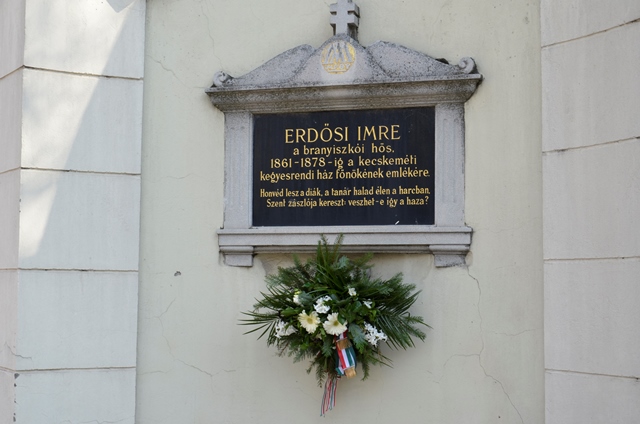 ERDŐSI IMRE
a branyiszkói hős,
1861-1878-ig a kecskeméti
kegyesrendi ház főnökének emlékére.
Honvéd lesz a diák, a tanár halad élen a harcban,
Szent zászlója kereszt: veszhet-e így a haza?